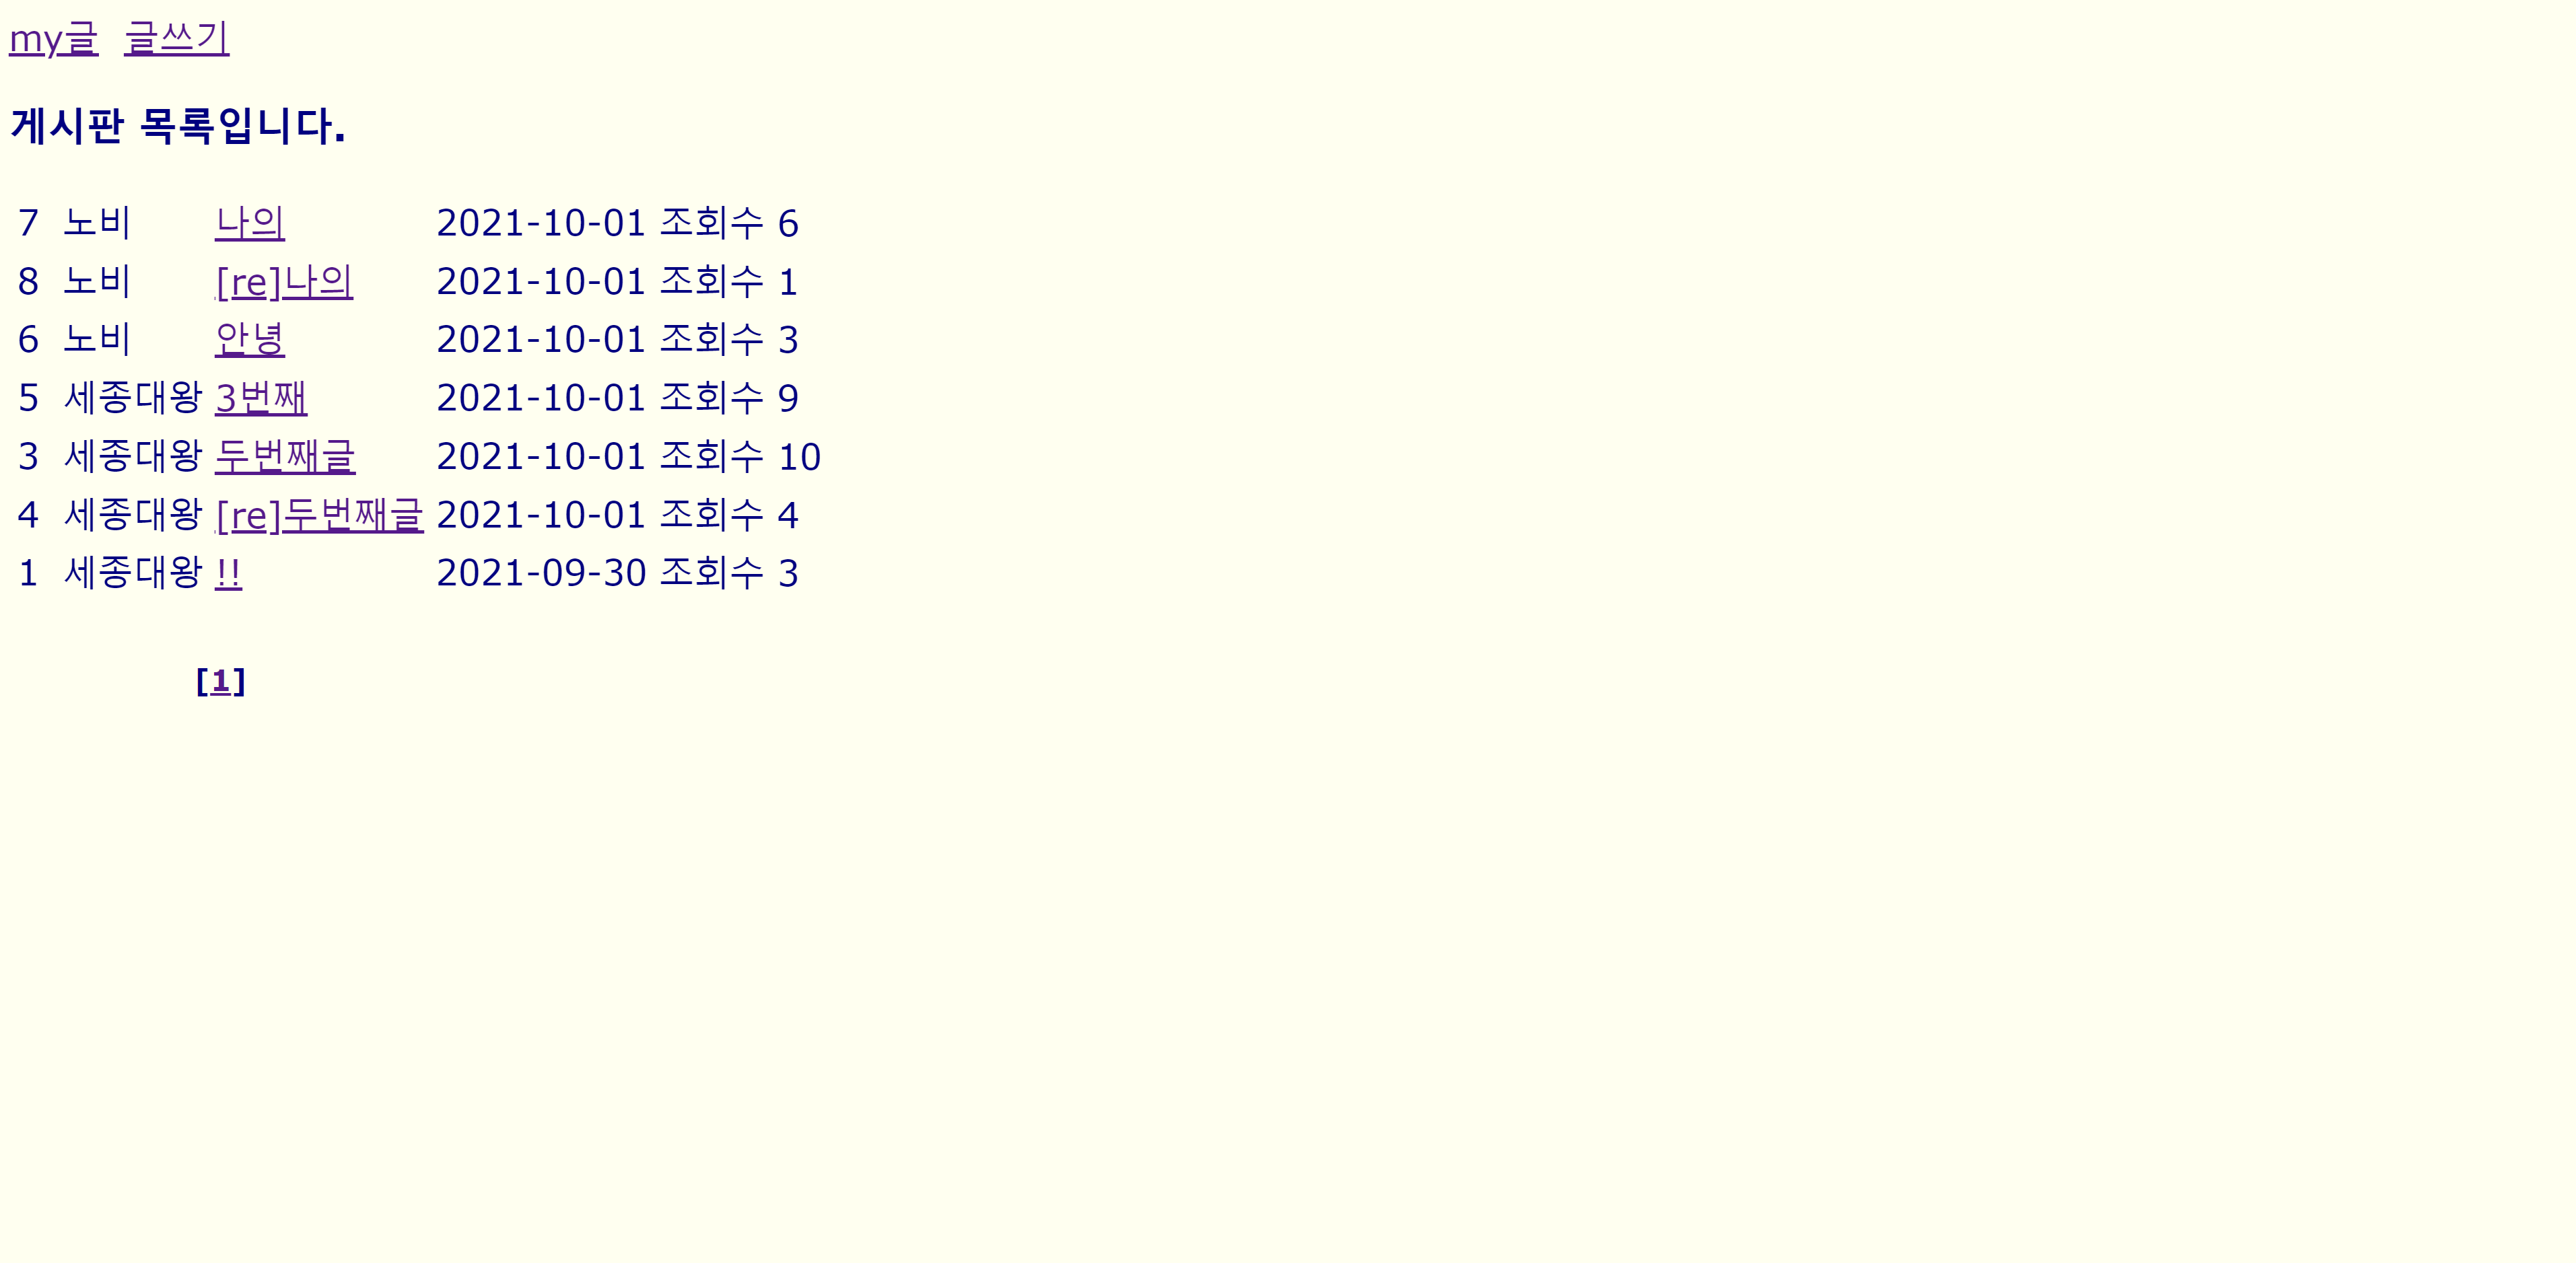 my글 글쓰기
게시판 목록입니다.
7 노비 나의 2021-10-01 조회수 6
8 노비 [re]나의 2021-10-01 조회수 1
6 노비 안녕 2021-10-01 조회수 3
5 세종대왕 3번째 2021-10-01 조회수 9
3 세종대왕 두번째글 2021-10-01 조회수 10
4 세종대왕 [re]두번째글 2021-10-01 조회수 4
1 세종대왕 !! 2021-09-30 조회수 3
[1]